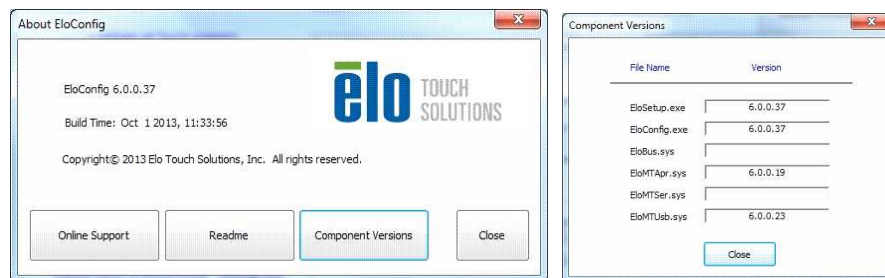 About EloConfig
EloConfig 6.0.0.37
Build Time: Oct 1 2013, 11:33:56
Copyright© 2013 Elo Touch Solutions, Inc. All rights reserved.
elo TOUCH SOLUTIONS
Online Support
Readme
Component Versions
Close
Component Versions
File Name Version
EloSetup.exe 6.0.0.37
EloConfig.exe 6.0.0.37
EloBus.sys
EloMTApr.sys 6.0.0.19
EloMTSer.sys
EloMTUsb.sys 6.0.0.23
Close